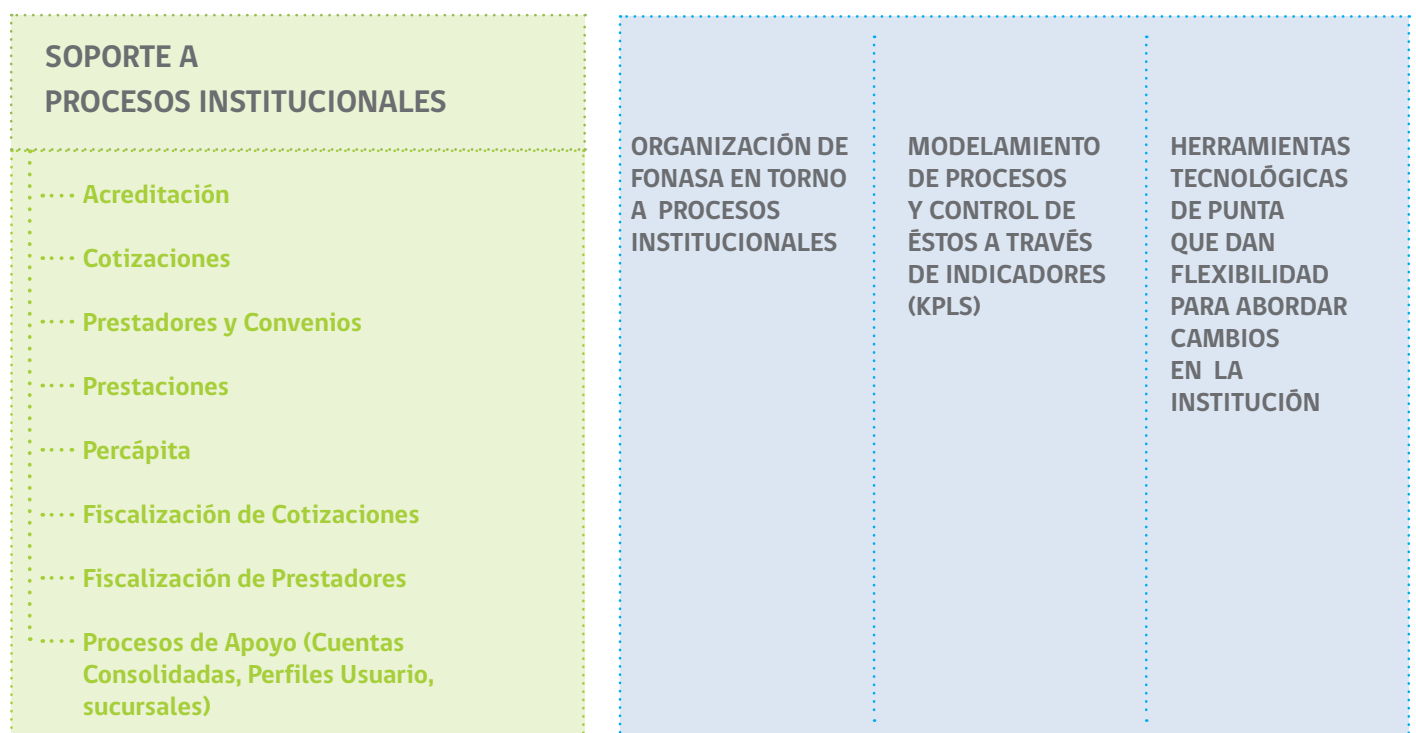 SOPORTE A
PROCESOS INSTITUCIONALES
Acreditación
Cotizaciones
Prestadores y Convenios
Prestaciones
Percápita
Fiscalización de Cotizaciones
Fiscalización de Prestadores
Procesos de Apoyo (Cuentas
Consolidadas, Perfiles Usuario,
sucursales)
ORGANIZACIÓN DE
FONASA EN TORNO
A PROCESOS
INSTITUCIONALES
MODELAMIENTO
DE PROCESOS
Y CONTROL DE
ÉSTOS A TRAVÉS
DE INDICADORES
(KPLS)
HERRAMIENTAS
TECNOLÓGICAS
DE PUNTA
QUE DAN
FLEXIBILIDAD
PARA ABORDAR
CAMBIOS
EN LA
INSTITUCIÓN